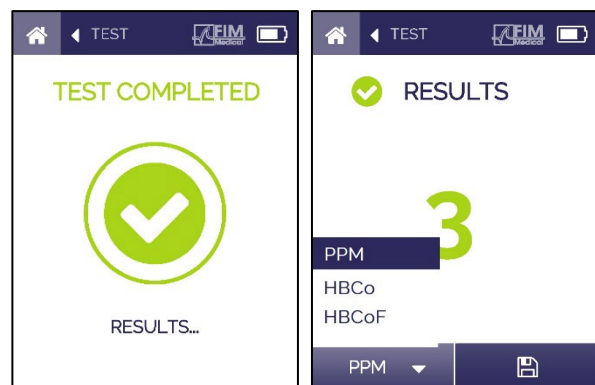 TEST
FIM
Medical
TEST COMPLETED
RESULTS...
TEST
FIM
Medical
RESULTS
3
PPM
HBCo
HBCoF
PPM